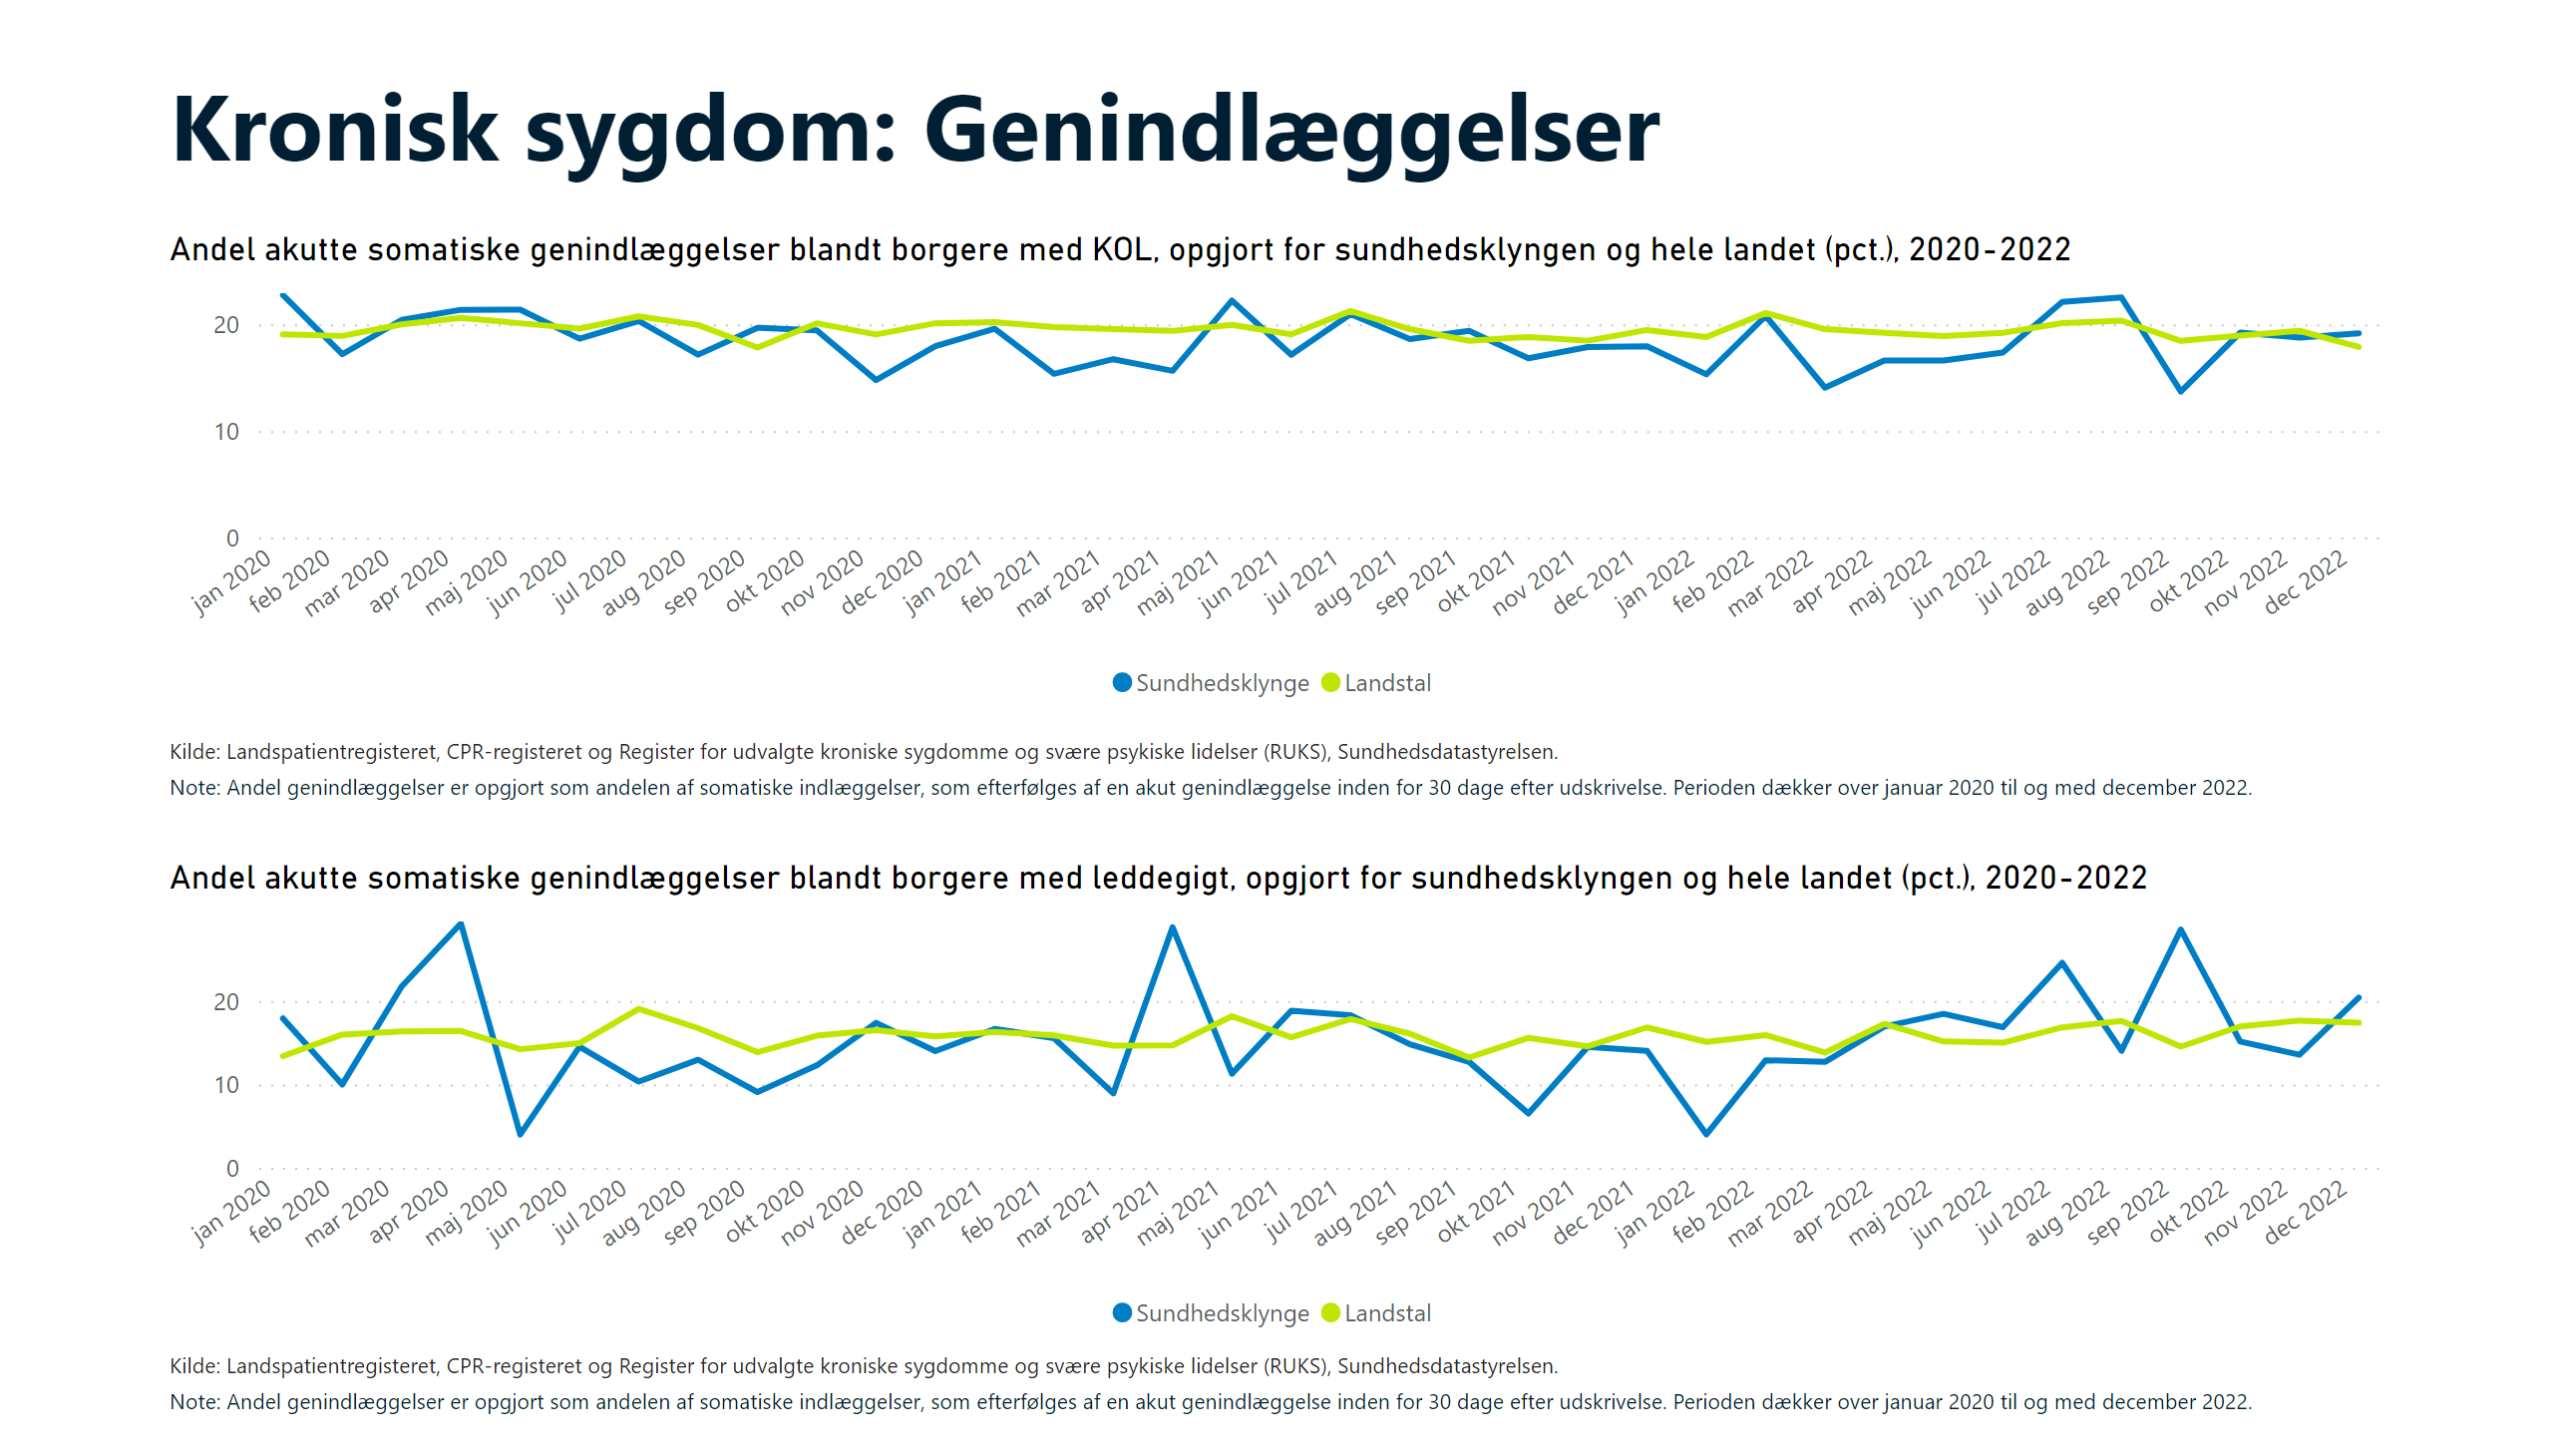 Kronisk sygdom: Genindlæggelser
Andel akutte somatiske genindlæggelser blandt borgere med KOL, opgjort for sundhedsklyngen og hele landet (pct.), 2020-2022
20
10
0
jan 2020 feb 2020 mar 2020 apr 2020 maj 2020 jun 2020 jul 2020 aug 2020 sep 2020 okt 2020 nov 2020 dec 2020 jan 2021 feb 2021 mar 2021 apr 2021 maj 2021 jun 2021 jul 2021 aug 2021 sep 2021 okt 2021 nov 2021 dec 2021 jan 2022 feb 2022 mar 2022 apr 2022 maj 2022 jun 2022 jul 2022 aug 2022 sep 2022 okt 2022 nov 2022 dec 2022
Sundhedsklynge Landstal
Kilde: Landspatientregisteret, CPR-registeret og Register for udvalgte kroniske sygdomme og svære psykiske lidelser (RUKS), Sundhedsdatastyrelsen.
Note: Andel genindlæggelser er opgjort som andelen af somatiske indlæggelser, som efterfølges af en akut genindlæggelse inden for 30 dage efter udskrivelse. Perioden dækker over januar 2020 til og med december 2022.
Andel akutte somatiske genindlæggelser blandt borgere med leddegigt, opgjort for sundhedsklyngen og hele landet (pct.), 2020-2022
20
10
0
jan 2020 feb 2020 mar 2020 apr 2020 maj 2020 jun 2020 jul 2020 aug 2020 sep 2020 okt 2020 nov 2020 dec 2020 jan 2021 feb 2021 mar 2021 apr 2021 maj 2021 jun 2021 jul 2021 aug 2021 sep 2021 okt 2021 nov 2021 dec 2021 jan 2022 feb 2022 mar 2022 apr 2022 maj 2022 jun 2022 jul 2022 aug 2022 sep 2022 okt 2022 nov 2022 dec 2022
Sundhedsklynge Landstal
Kilde: Landspatientregisteret, CPR-registeret og Register for udvalgte kroniske sygdomme og svære psykiske lidelser (RUKS), Sundhedsdatastyrelsen.
Note: Andel genindlæggelser er opgjort som andelen af somatiske indlæggelser, som efterfølges af en akut genindlæggelse inden for 30 dage efter udskrivelse. Perioden dækker over januar 2020 til og med december 2022.